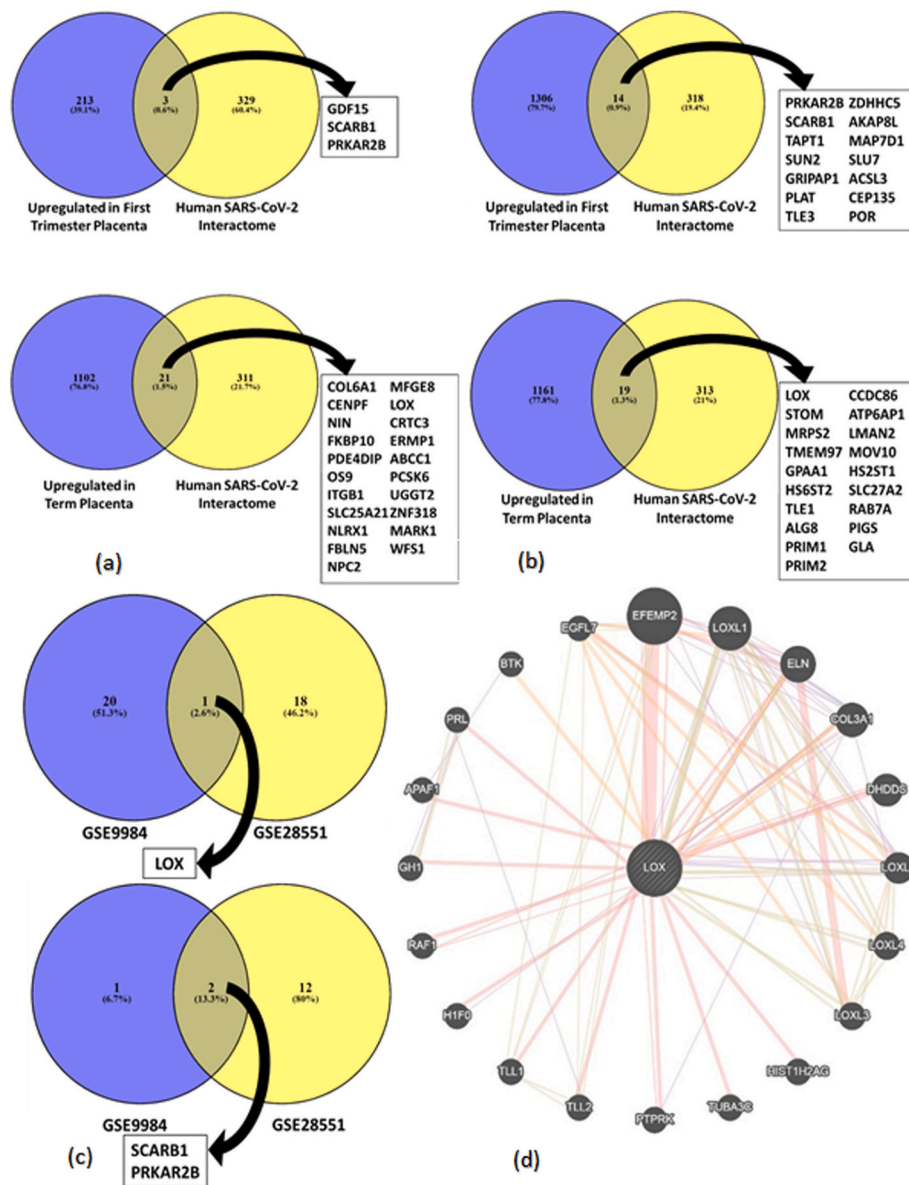 213
(39.1%)
3
(0.6%)
329
(60.4%)
GDF15
SCARB1
PRKAR2B
Upregulated in First
Trimester Placenta
Human SARS-CoV-2
Interactome
1306
(79.7%)
14
(0.9%)
318
(19.4%)
PRKAR2B ZDHHC5
SCARB1 AKAP8L
TAPT1 MAP7D1
SUN2 SLU7
GRIPAP1 ACSL3
PLAT CEP135
TLE3 POR
Upregulated in First
Trimester Placenta
Human SARS-CoV-2
Interactome
1102
(76.8%)
21
(1.5%)
311
(21.7%)
COL6A1 MFGE8
CENPF LOX
NIN CRTC3
FKBP10 ERMP1
PDE4DIP ABCC1
OS9 PCSK6
ITGB1 UGGT2
SLC25A21 ZNF318
NLRX1 MARK1
FBLN5 WFS1
NPC2
Upregulated in
Term Placenta
Human SARS-CoV-2
Interactome
(a)
1161
(77.8%)
19
(1.3%)
313
(21%)
LOX CCDC86
STOM ATP6AP1
MRPS2 LMAN2
TMEM97 MOV10
GPAA1 HS2ST1
HS6ST2 SLC27A2
TLE1 RAB7A
ALG8 PIGS
PRIM1 GLA
PRIM2
Upregulated in
Term Placenta
Human SARS-CoV-2
Interactome
(b)
20
(51.3%)
1
(2.6%)
18
(46.2%)
GSE9984
GSE28551
LOX
1
(6.7%)
2
(13.3%)
12
(80%)
GSE9984
GSE28551
SCARB1
PRKAR2B
(c)
EFEMP2
LOXL1
ELN
COL3A1
DHDDS
LOXL
LOXL4
LOXL3
HIST1H2AG
TUBA3C
PTPRK
TLL2
TLL1
H1F0
RAF1
GH1
APAF1
PRL
BTK
EGFL7
LOX
(d)